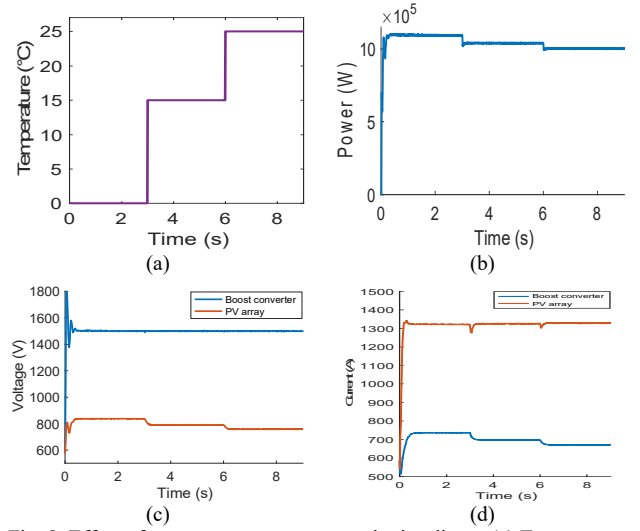 25
20
15
10
5
0
Temperature (°C)
0 2 4 6 8
Time (s)
(a)
×10⁵
10
5
0
Power (W)
0 2 4 6 8
Time (s)
(b)
1800
1600
1400
1200
1000
800
600
Voltage (V)
Boost converter
PV array
0 2 4 6 8
Time (s)
(c)
1500
1400
1300
1200
1100
1000
900
800
700
600
500
Current (A)
Boost converter
PV array
0 2 4 6 8
Time (s)
(d)